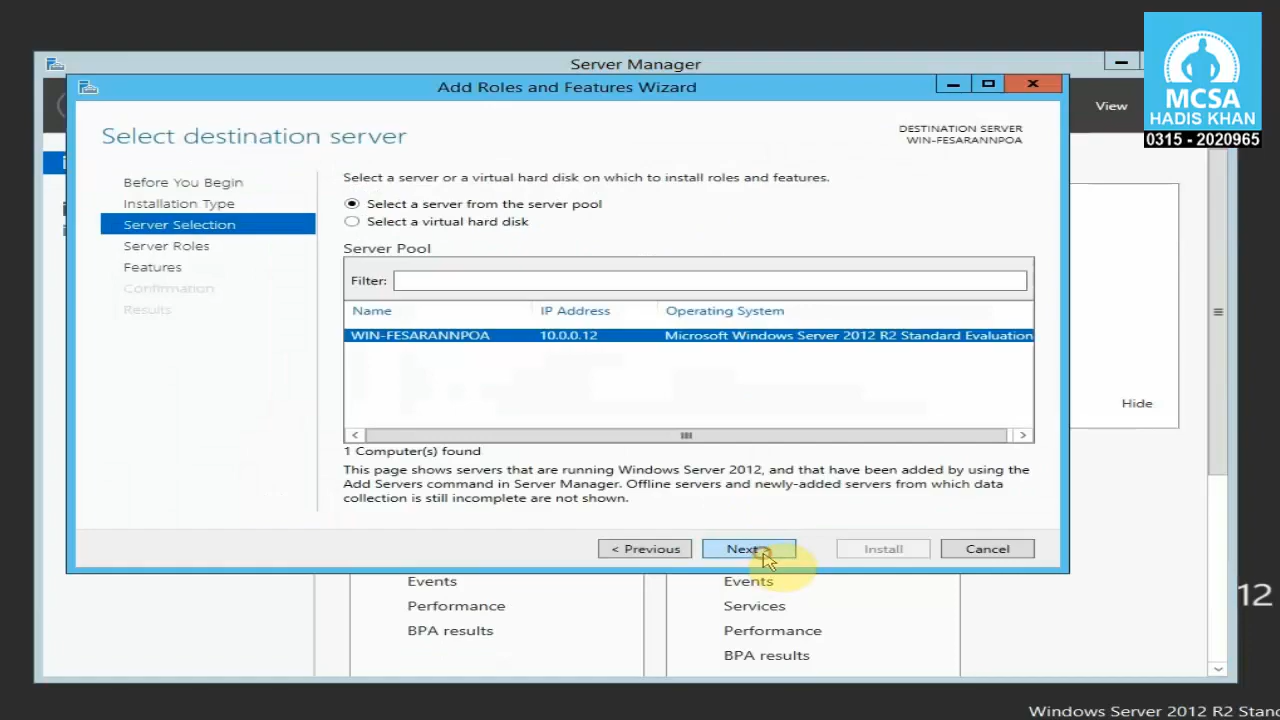 Server Manager
Add Roles and Features Wizard
View
MCSA
HADIS KHAN
0315 - 2020965
Select destination server
DESTINATION SERVER
WIN-FESARANNPOA
Before You Begin
Installation Type
Server Selection
Server Roles
Features
Confirmation
Results
Select a server or a virtual hard disk on which to install roles and features.
Select a server from the server pool
Select a virtual hard disk
Server Pool
Filter:
Name IP Address Operating System
WIN-FESARANNPOA 10.0.0.12 Microsoft Windows Server 2012 R2 Standard Evaluation
1 Computer(s) found
This page shows servers that are running Windows Server 2012, and that have been added by using the
Add Servers command in Server Manager. Offline servers and newly-added servers from which data
collection is still incomplete are not shown.
Hide
< Previous Next > Install Cancel
Events
Performance
BPA results
Events
Services
Performance
BPA results
12
Windows Server 2012 R2 Stand